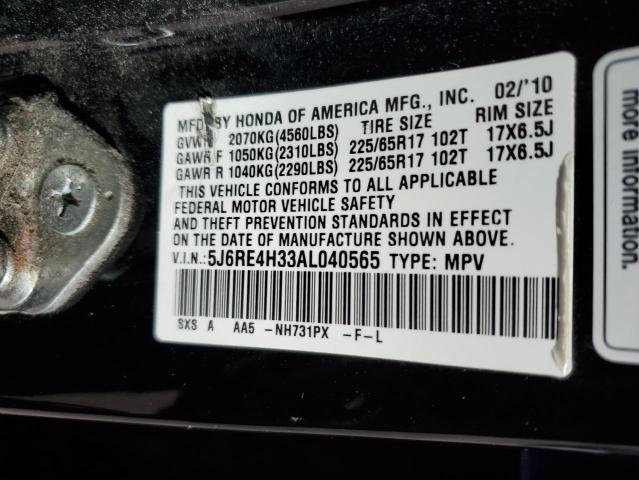 MFD BY HONDA OF AMERICA MFG., INC. 02/'10
GVWR 2070KG(4560LBS) TIRE SIZE RIM SIZE
GAWR F 1050KG(2310LBS) 225/65R17 102T 17X6.5J
GAWR R 1040KG(2290LBS) 225/65R17 102T 17X6.5J
THIS VEHICLE CONFORMS TO ALL APPLICABLE
FEDERAL MOTOR VEHICLE SAFETY
AND THEFT PREVENTION STANDARDS IN EFFECT
ON THE DATE OF MANUFACTURE SHOWN ABOVE.
V.I.N.:5J6RE4H33AL040565 TYPE: MPV
SXS A AA5 -NH731PX -F-L
more information.